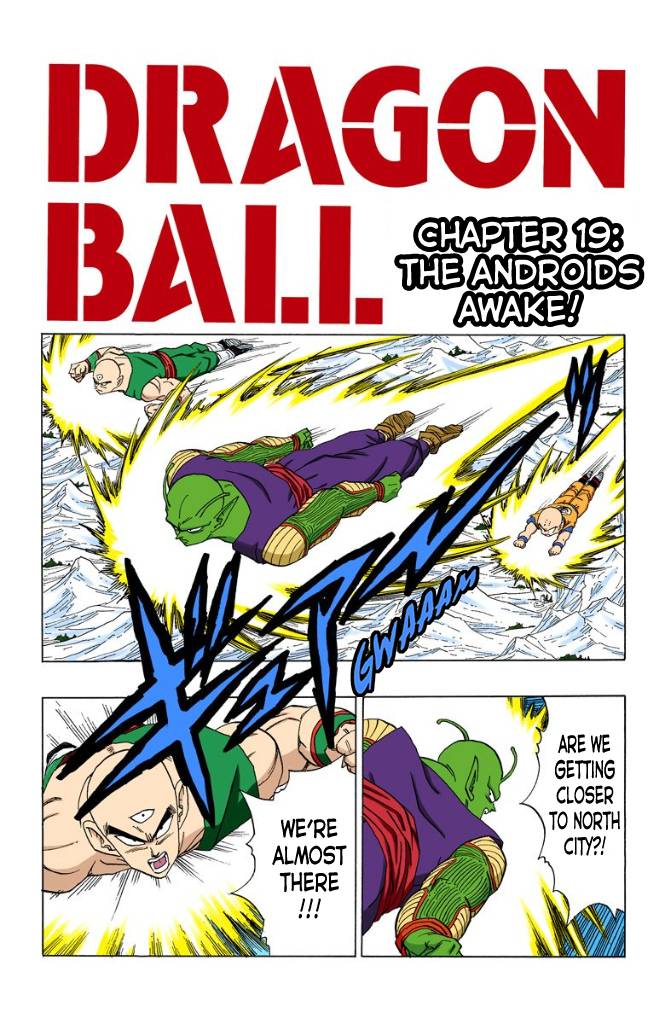 DRAGON
BALL
CHAPTER 19:
THE ANDROIDS
AWAKE!
GWAAAM
ARE WE
GETTING
CLOSER
TO NORTH
CITY?!
WE'RE
ALMOST
THERE
!!!